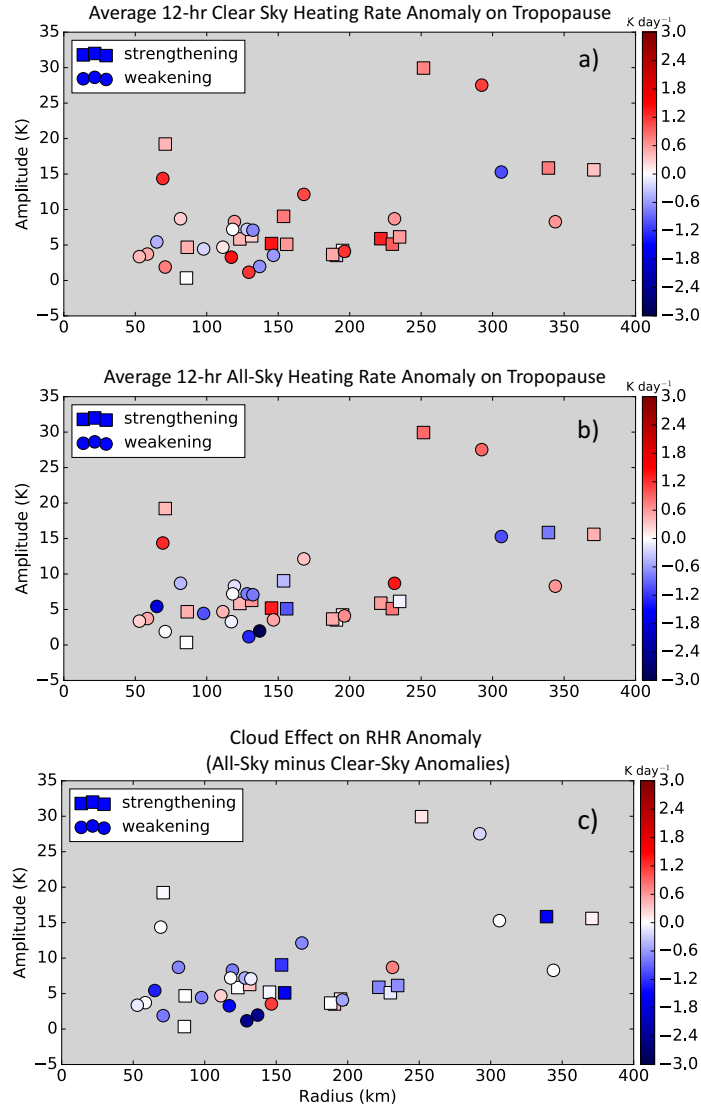 Average 12-hr Clear Sky Heating Rate Anomaly on Tropopause
K day⁻¹
a)
strengthening
weakening
Amplitude (K)
35
30
25
20
15
10
5
0
−5
0 50 100 150 200 250 300 350 400
3.0
2.4
1.8
1.2
0.6
0.0
−0.6
−1.2
−1.8
−2.4
−3.0
Average 12-hr All-Sky Heating Rate Anomaly on Tropopause
K day⁻¹
b)
strengthening
weakening
Amplitude (K)
35
30
25
20
15
10
5
0
−5
0 50 100 150 200 250 300 350 400
3.0
2.4
1.8
1.2
0.6
0.0
−0.6
−1.2
−1.8
−2.4
−3.0
Cloud Effect on RHR Anomaly
(All-Sky minus Clear-Sky Anomalies)
K day⁻¹
c)
strengthening
weakening
Amplitude (K)
35
30
25
20
15
10
5
0
−5
0 50 100 150 200 250 300 350 400
Radius (km)
3.0
2.4
1.8
1.2
0.6
0.0
−0.6
−1.2
−1.8
−2.4
−3.0